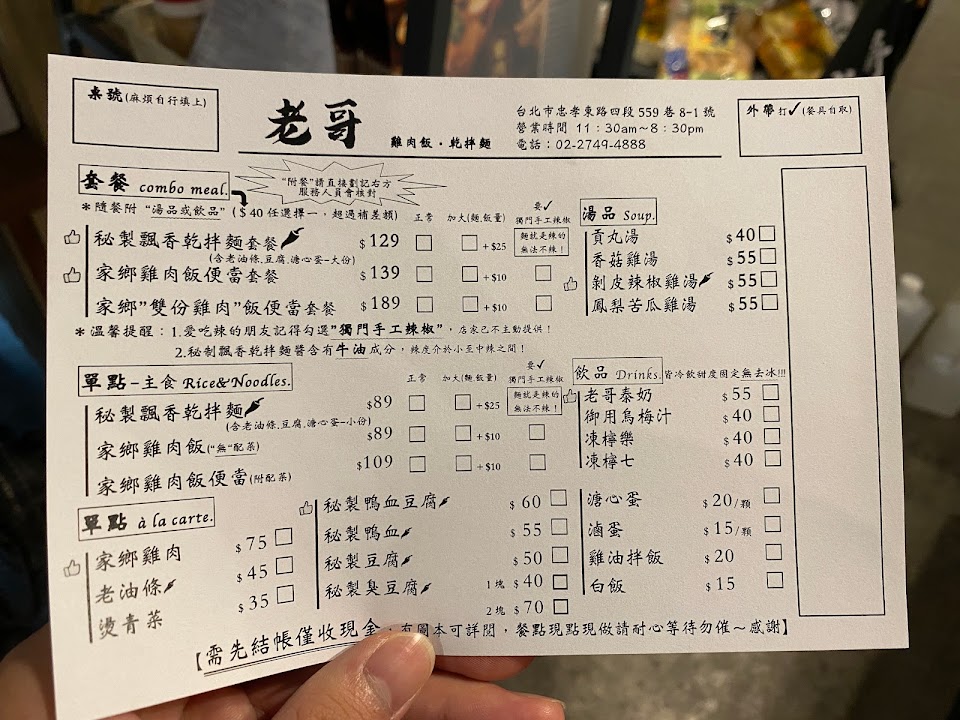 桌號(麻煩自行填上)
老哥
雞肉飯・乾拌麵
台北市忠孝東路四段559巷8-1號
營業時間 11：30am～8：30pm
電話：02-2749-4888
外帶打✓(餐具自取)
套餐 combo meal.
"附餐"請直接劃記右方
服務人員會核對
＊隨餐附"湯品或飲品"($40任選擇一，超過補差額)
正常 加大(麵,飯量) 要✓
獨門手工辣椒
秘製飄香乾拌麵套餐 $129 □ □+$25 麵就是辣的
無法不辣！
(含老油條,豆腐,溏心蛋-大份)
家鄉雞肉飯便當套餐 $139 □ □+$10 □
家鄉"雙份雞肉"飯便當套餐 $189 □ □+$10 □
＊溫馨提醒：1.愛吃辣的朋友記得勾選"獨門手工辣椒"，店家已不主動提供！
2.秘制飄香乾拌麵醬含有牛油成分，辣度介於小至中辣之間！
湯品 Soup.
貢丸湯 $40□
香菇雞湯 $55□
剝皮辣椒雞湯 $55□
鳳梨苦瓜雞湯 $55□
單點-主食 Rice&Noodles.
正常 加大(麵,飯量) 要✓
獨門手工辣椒
秘製飄香乾拌麵 $89 □ □+$25 麵就是辣的
無法不辣！
(含老油條,豆腐,溏心蛋-小份)
家鄉雞肉飯("無"配菜) $89 □ □+$10 □
家鄉雞肉飯便當(附配菜) $109 □ □+$10 □
飲品 Drinks. 皆冷飲甜度固定無去冰!!!
老哥泰奶 $55 □
御用烏梅汁 $40 □
凍檸樂 $40 □
凍檸七 $40 □
單點 à la carte.
家鄉雞肉 $75 □
老油條 $45 □
燙青菜 $35 □
秘製鴨血豆腐 $60 □
秘製鴨血 $55 □
秘製豆腐 $50 □
秘製臭豆腐 1塊 $40 □
2塊 $70 □
溏心蛋 $20/顆 □
滷蛋 $15/顆 □
雞油拌飯 $20 □
白飯 $15 □
【需先結帳僅收現金，有圖本可詳閱，餐點現點現做請耐心等待勿催～感謝】